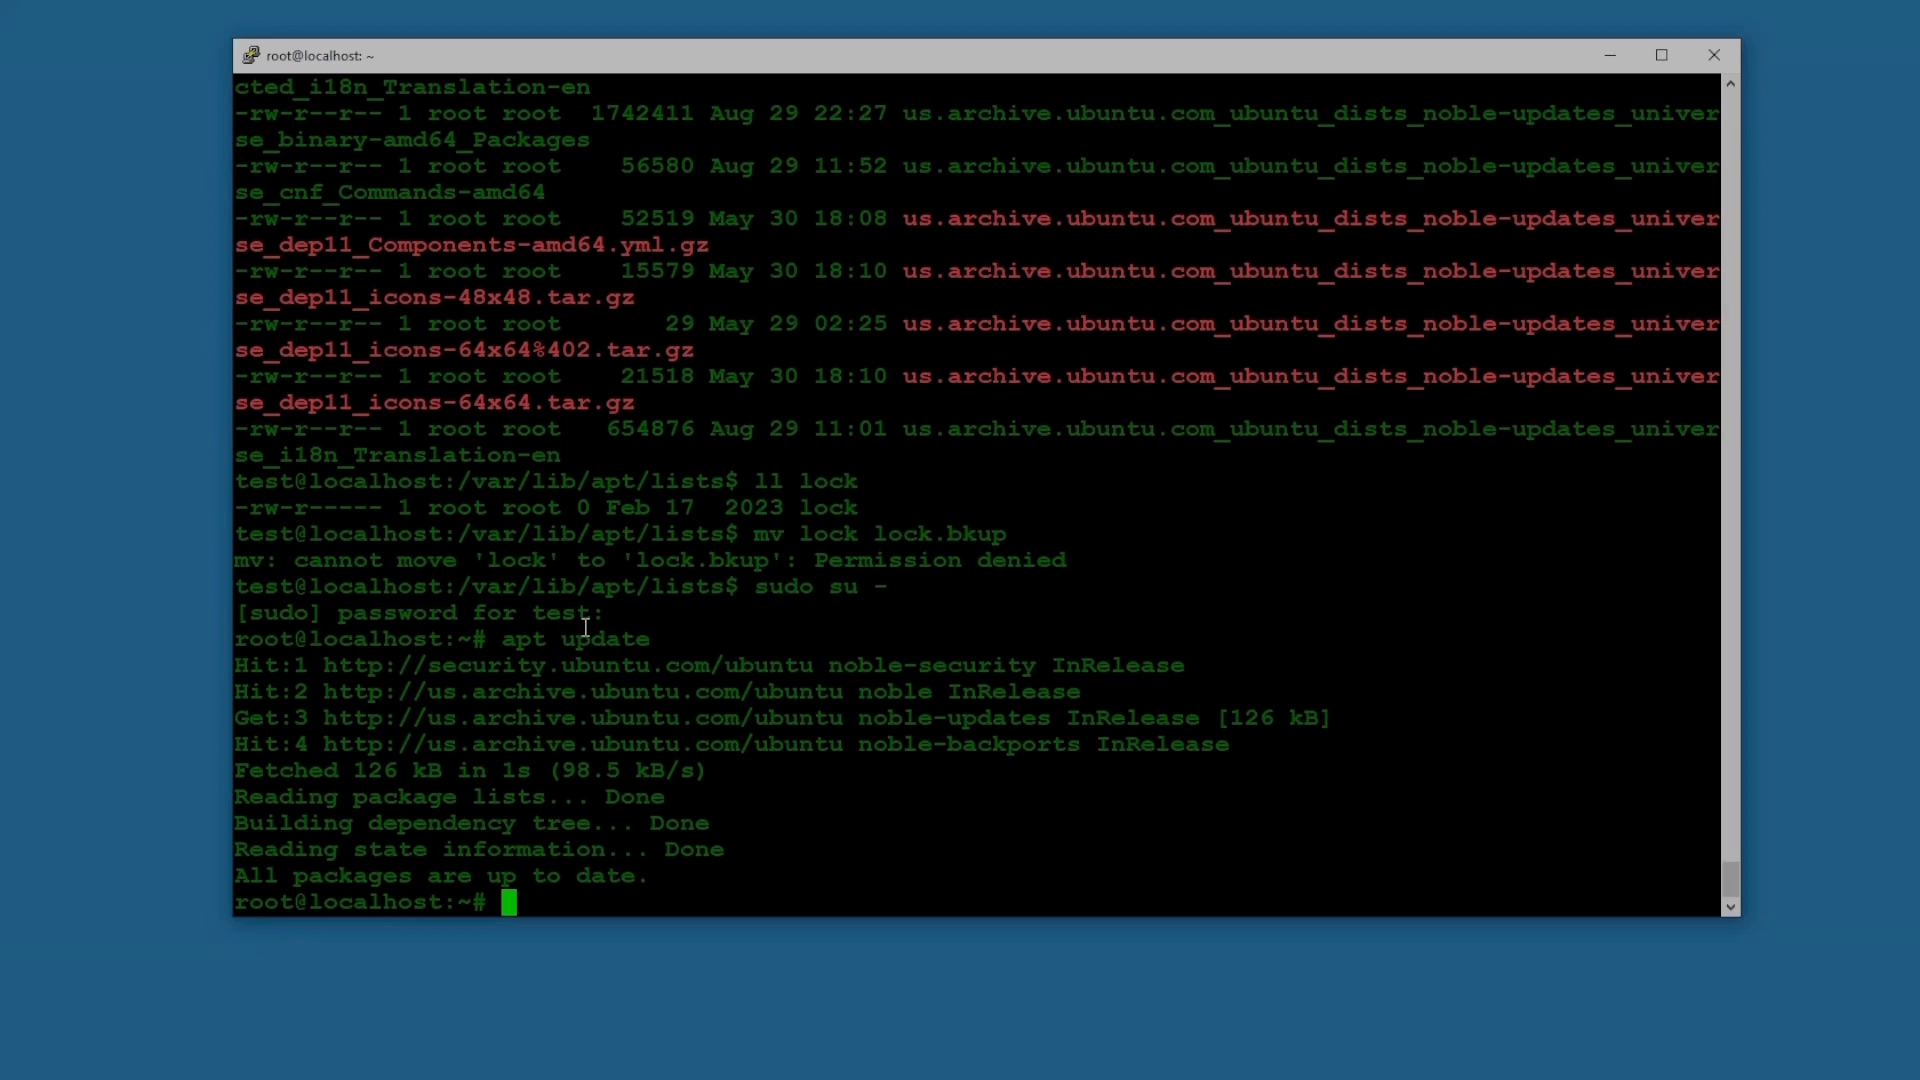 root@localhost: ~
cted_i18n_Translation-en
-rw-r--r-- 1 root root  1742411 Aug 29 22:27 us.archive.ubuntu.com_ubuntu_dists_noble-updates_univer
se_binary-amd64_Packages
-rw-r--r-- 1 root root    56580 Aug 29 11:52 us.archive.ubuntu.com_ubuntu_dists_noble-updates_univer
se_cnf_Commands-amd64
-rw-r--r-- 1 root root    52519 May 30 18:08 us.archive.ubuntu.com_ubuntu_dists_noble-updates_univer
se_dep11_Components-amd64.yml.gz
-rw-r--r-- 1 root root    15579 May 30 18:10 us.archive.ubuntu.com_ubuntu_dists_noble-updates_univer
se_dep11_icons-48x48.tar.gz
-rw-r--r-- 1 root root       29 May 29 02:25 us.archive.ubuntu.com_ubuntu_dists_noble-updates_univer
se_dep11_icons-64x64%402.tar.gz
-rw-r--r-- 1 root root    21518 May 30 18:10 us.archive.ubuntu.com_ubuntu_dists_noble-updates_univer
se_dep11_icons-64x64.tar.gz
-rw-r--r-- 1 root root   654876 Aug 29 11:01 us.archive.ubuntu.com_ubuntu_dists_noble-updates_univer
se_i18n_Translation-en
test@localhost:/var/lib/apt/lists$ ll lock
-rw-r----- 1 root root 0 Feb 17  2023 lock
test@localhost:/var/lib/apt/lists$ mv lock lock.bkup
mv: cannot move 'lock' to 'lock.bkup': Permission denied
test@localhost:/var/lib/apt/lists$ sudo su -
[sudo] password for test:
root@localhost:~# apt update
Hit:1 http://security.ubuntu.com/ubuntu noble-security InRelease
Hit:2 http://us.archive.ubuntu.com/ubuntu noble InRelease
Get:3 http://us.archive.ubuntu.com/ubuntu noble-updates InRelease [126 kB]
Hit:4 http://us.archive.ubuntu.com/ubuntu noble-backports InRelease
Fetched 126 kB in 1s (98.5 kB/s)
Reading package lists... Done
Building dependency tree... Done
Reading state information... Done
All packages are up to date.
root@localhost:~#